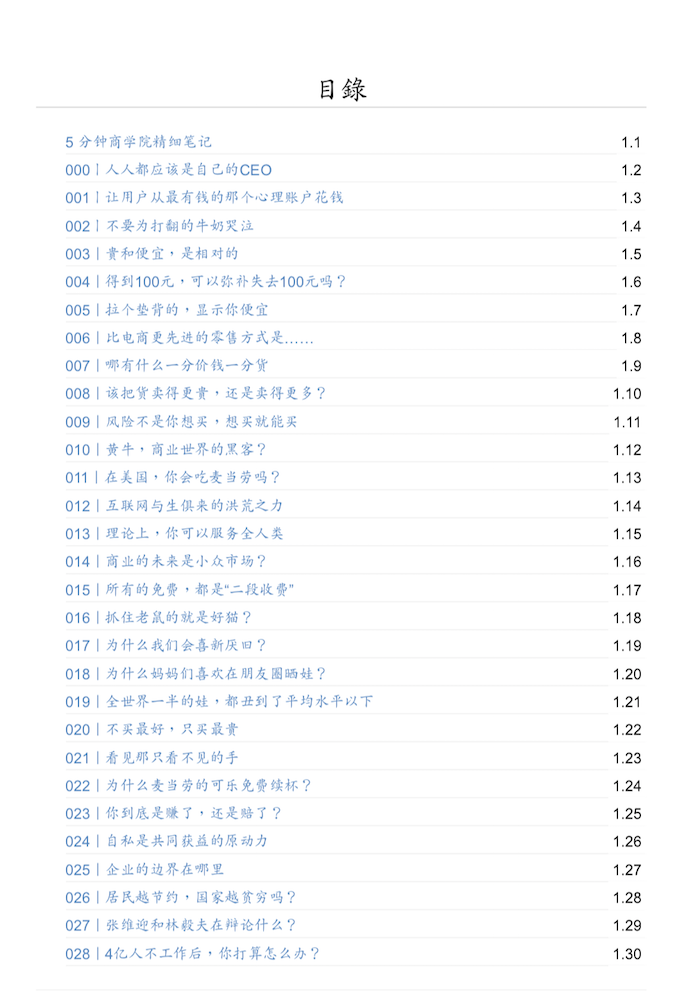 目錄
5 分钟商学院精细笔记 1.1
000丨人人都应该是自己的CEO 1.2
001丨让用户从最有钱的那个心理账户花钱 1.3
002丨不要为打翻的牛奶哭泣 1.4
003丨贵和便宜，是相对的 1.5
004丨得到100元，可以弥补失去100元吗？ 1.6
005丨拉个垫背的，显示你便宜 1.7
006丨比电商更先进的零售方式是…… 1.8
007丨哪有什么一分价钱一分货 1.9
008丨该把货卖得更贵，还是卖得更多？ 1.10
009丨风险不是你想买，想买就能买 1.11
010丨黄牛，商业世界的黑客？ 1.12
011丨在美国，你会吃麦当劳吗？ 1.13
012丨互联网与生俱来的洪荒之力 1.14
013丨理论上，你可以服务全人类 1.15
014丨商业的未来是小众市场？ 1.16
015丨所有的免费，都是“二段收费” 1.17
016丨抓住老鼠的就是好猫？ 1.18
017丨为什么我们会喜新厌旧？ 1.19
018丨为什么妈妈们喜欢在朋友圈晒娃？ 1.20
019丨全世界一半的娃，都丑到了平均水平以下 1.21
020丨不买最好，只买最贵 1.22
021丨看见那只看不见的手 1.23
022丨为什么麦当劳的可乐免费续杯？ 1.24
023丨你到底是赚了，还是赔了？ 1.25
024丨自私是共同获益的原动力 1.26
025丨企业的边界在哪里 1.27
026丨居民越节约，国家越贫穷吗？ 1.28
027丨张维迎和林毅夫在辩论什么？ 1.29
028丨4亿人不工作后，你打算怎么办？ 1.30